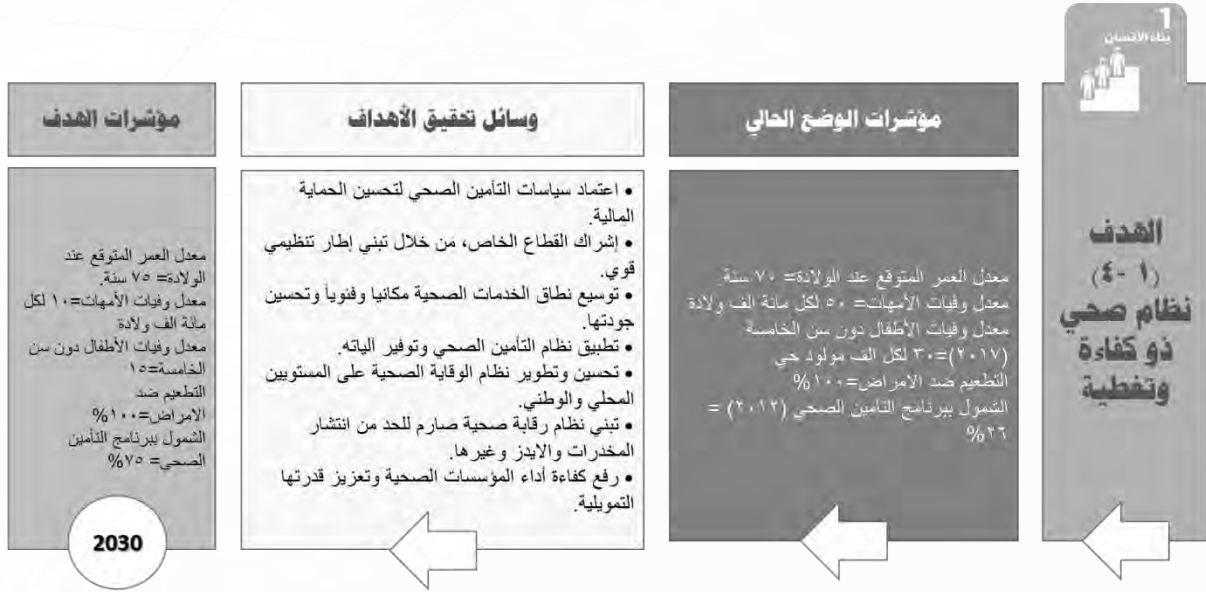 1
بناء الانسان
الهدف
(١ -٤)
نظام صحي
ذو كفاءة
وتغطية
مؤشرات الوضع الحالي
معدل العمر المتوقع عند الولادة= ٧٠ سنة.
معدل وفيات الأمهات= ٥٠ لكل مائة الف ولادة
معدل وفيات الأطفال دون سن الخامسة
(٢٠١٧)=٣٠ لكل الف مولود حي
التطعيم ضد الامراض=١٠٠%
الشمول ببرنامج التامين الصحي (٢٠١٢) =
٢٦%
وسائل تحقيق الأهداف
• اعتماد سياسات التأمين الصحي لتحسين الحماية
المالية.
• إشراك القطاع الخاص، من خلال تبني إطار تنظيمي
قوي.
• توسيع نطاق الخدمات الصحية مكانيا وفئوياً وتحسين
جودتها.
• تطبيق نظام التأمين الصحي وتوفير الياته.
• تحسين وتطوير نظام الوقاية الصحية على المستويين
المحلي والوطني.
• تبني نظام رقابة صحية صارم للحد من انتشار
المخدرات والايدز وغيرها.
• رفع كفاءة أداء المؤسسات الصحية وتعزيز قدرتها
التمويلية.
مؤشرات الهدف
معدل العمر المتوقع عند
الولادة= ٧٥ سنة.
معدل وفيات الأمهات=١٠ لكل
مائة الف ولادة
معدل وفيات الأطفال دون سن
الخامسة=١٥
التطعيم ضد
الامراض=١٠٠%
الشمول ببرنامج التأمين
الصحي= ٧٥%
2030